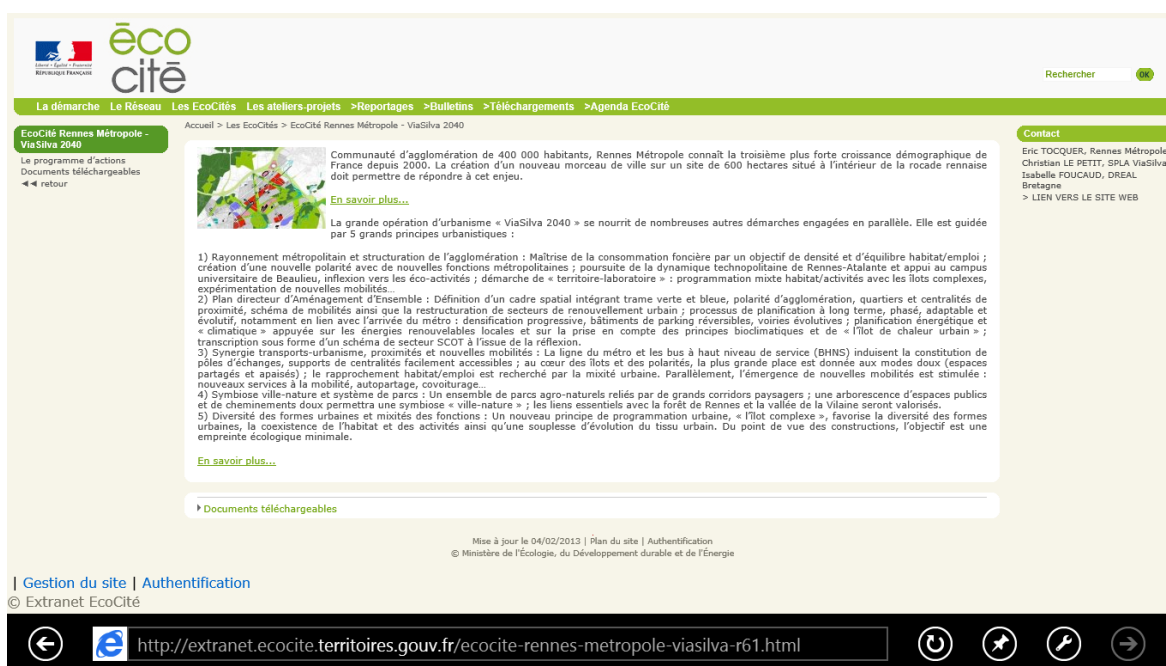 Liberté • Égalité • Fraternité
RÉPUBLIQUE FRANÇAISE
éco
cité
Rechercher
OK
La démarche Le Réseau Les EcoCités Les ateliers-projets >Reportages >Bulletins >Téléchargements >Agenda EcoCité
EcoCité Rennes Métropole -
ViaSilva 2040
Le programme d'actions
Documents téléchargeables
◄◄ retour
Accueil > Les EcoCités > EcoCité Rennes Métropole - ViaSilva 2040
Communauté d'agglomération de 400 000 habitants, Rennes Métropole connaît la troisième plus forte croissance démographique de
France depuis 2000. La création d'un nouveau morceau de ville sur un site de 600 hectares situé à l'intérieur de la rocade rennaise
doit permettre de répondre à cet enjeu.
En savoir plus...
La grande opération d'urbanisme « ViaSilva 2040 » se nourrit de nombreuses autres démarches engagées en parallèle. Elle est guidée
par 5 grands principes urbanistiques :
1) Rayonnement métropolitain et structuration de l'agglomération : Maîtrise de la consommation foncière par un objectif de densité et d'équilibre habitat/emploi ;
création d'une nouvelle polarité avec de nouvelles fonctions métropolitaines ; poursuite de la dynamique technopolitaine de Rennes-Atalante et appui au campus
universitaire de Beaulieu, inflexion vers les éco-activités ; démarche de « territoire-laboratoire » : programmation mixte habitat/activités avec les îlots complexes,
expérimentation de nouvelles mobilités…
2) Plan directeur d'Aménagement d'Ensemble : Définition d'un cadre spatial intégrant trame verte et bleue, polarité d'agglomération, quartiers et centralités de
proximité, schéma de mobilités ainsi que la restructuration de secteurs de renouvellement urbain ; processus de planification à long terme, phasé, adaptable et
évolutif, notamment en lien avec l'arrivée du métro : densification progressive, bâtiments de parking réversibles, voiries évolutives ; planification énergétique et
« climatique » appuyée sur les énergies renouvelables locales et sur la prise en compte des principes bioclimatiques et de « l'îlot de chaleur urbain » ;
transcription sous forme d'un schéma de secteur SCOT à l'issue de la réflexion.
3) Synergie transports-urbanisme, proximités et nouvelles mobilités : La ligne du métro et les bus à haut niveau de service (BHNS) induisent la constitution de
pôles d'échanges, supports de centralités facilement accessibles ; au cœur des îlots et des polarités, la plus grande place est donnée aux modes doux (espaces
partagés et apaisés) ; le rapprochement habitat/emploi est recherché par la mixité urbaine. Parallèlement, l'émergence de nouvelles mobilités est stimulée :
nouveaux services à la mobilité, autopartage, covoiturage…
4) Symbiose ville-nature et système de parcs : Un ensemble de parcs agro-naturels reliés par de grands corridors paysagers ; une arborescence d'espaces publics
et de cheminements doux permettra une symbiose « ville-nature » ; les liens essentiels avec la forêt de Rennes et la vallée de la Vilaine seront valorisés.
5) Diversité des formes urbaines et mixités des fonctions : Un nouveau principe de programmation urbaine, « l'îlot complexe », favorise la diversité des formes
urbaines, la coexistence de l'habitat et des activités ainsi qu'une souplesse d'évolution du tissu urbain. Du point de vue des constructions, l'objectif est une
empreinte écologique minimale.
En savoir plus...
Documents téléchargeables
Contact
Eric TOCQUER, Rennes Métropole
Christian LE PETIT, SPLA ViaSilva
Isabelle FOUCAUD, DREAL
Bretagne
> LIEN VERS LE SITE WEB
Mise à jour le 04/02/2013 | Plan du site | Authentification
© Ministère de l'Écologie, du Développement durable et de l'Énergie
| Gestion du site | Authentification
© Extranet EcoCité
http://extranet.ecocite.territoires.gouv.fr/ecocite-rennes-metropole-viasilva-r61.html